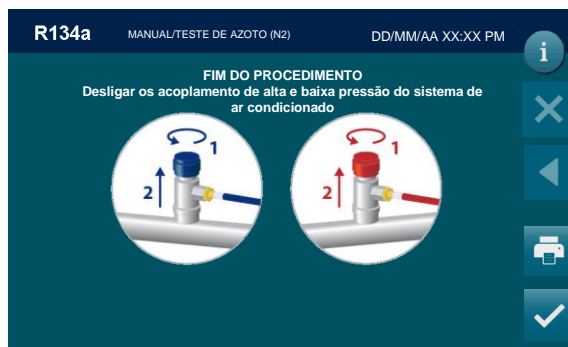 R134a MANUAL/TESTE DE AZOTO (N2) DD/MM/AA XX:XX PM
i
FIM DO PROCEDIMENTO
Desligar os acoplamento de alta e baixa pressão do sistema de
ar condicionado
1
2
1
2